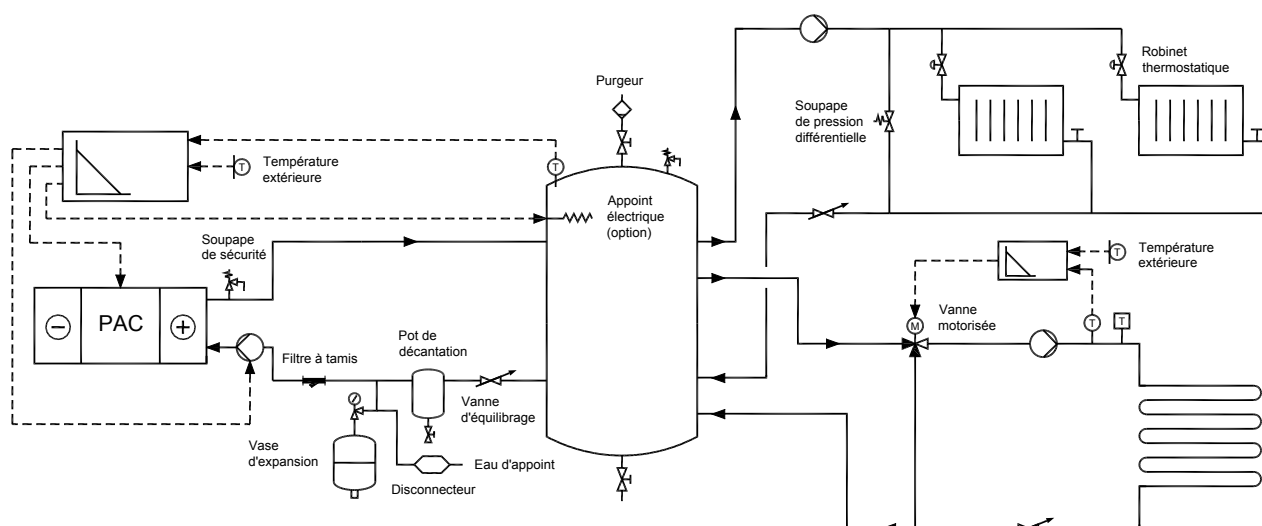 Purgeur
Robinet
thermostatique
Soupape
de pression
différentielle
T
Température
extérieure
T
Appoint
électrique
(option)
Soupape
de sécurité
T
Température
extérieure
PAC
M
Vanne
motorisée
T
T
Pot de
décantation
Filtre à tamis
Vanne
d'équilibrage
Vase
d'expansion
Eau d'appoint
Disconnecteur